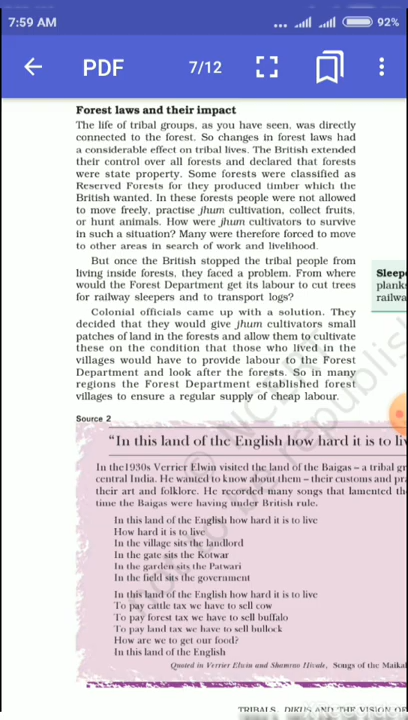 7:59 AM
... 92%
PDF 7/12
Forest laws and their impact
The life of tribal groups, as you have seen, was directly
connected to the forest. So changes in forest laws had
a considerable effect on tribal lives. The British extended
their control over all forests and declared that forests
were state property. Some forests were classified as
Reserved Forests for they produced timber which the
British wanted. In these forests people were not allowed
to move freely, practise jhum cultivation, collect fruits,
or hunt animals. How were jhum cultivators to survive
in such a situation? Many were therefore forced to move
to other areas in search of work and livelihood.
But once the British stopped the tribal people from
living inside forests, they faced a problem. From where
would the Forest Department get its labour to cut trees
for railway sleepers and to transport logs?
Colonial officials came up with a solution. They
decided that they would give jhum cultivators small
patches of land in the forests and allow them to cultivate
these on the condition that those who lived in the
villages would have to provide labour to the Forest
Department and look after the forests. So in many
regions the Forest Department established forest
villages to ensure a regular supply of cheap labour.
Sleepe
planks
railwa
Source 2
"In this land of the English how hard it is to liv
In the1930s Verrier Elwin visited the land of the Baigas – a tribal gr
central India. He wanted to know about them – their customs and pra
their art and folklore. He recorded many songs that lamented th
time the Baigas were having under British rule.
In this land of the English how hard it is to live
How hard it is to live
In the village sits the landlord
In the gate sits the Kotwar
In the garden sits the Patwari
In the field sits the government
In this land of the English how hard it is to live
To pay cattle tax we have to sell cow
To pay forest tax we have to sell buffalo
To pay land tax we have to sell bullock
How are we to get our food?
In this land of the English
Quoted in Verrier Elwin and Shamrao Hivale, Songs of the Maikal
TRIBALS, DIKUS AND THE VISION OF
© NCERT
not to be republish